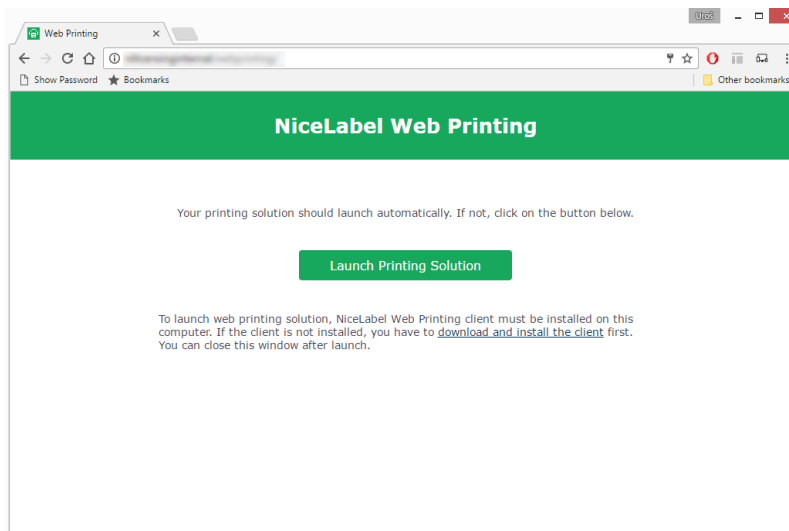 Uroš
Web Printing
Show Password Bookmarks Other bookmarks
NiceLabel Web Printing
Your printing solution should launch automatically. If not, click on the button below.
Launch Printing Solution
To launch web printing solution, NiceLabel Web Printing client must be installed on this
computer. If the client is not installed, you have to download and install the client first.
You can close this window after launch.